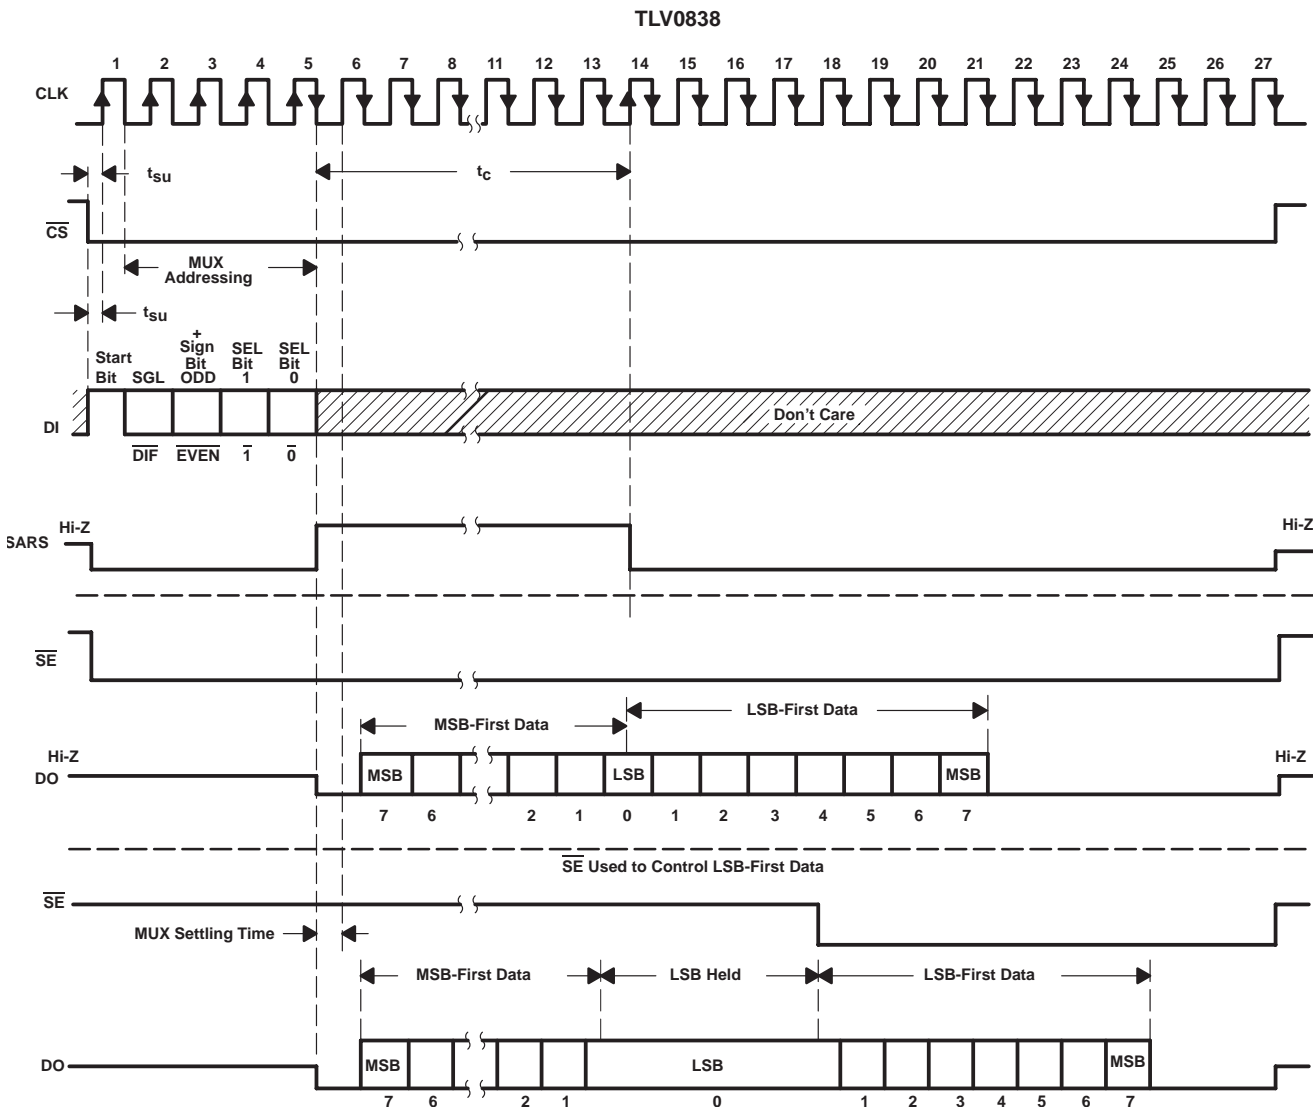 TLV0838
1 2 3 4 5 6 7 8 11 12 13 14 15 16 17 18 19 20 21 22 23 24 25 26 27
CLK
tsu
tc
CS
MUX
Addressing
tsu
Start
Bit
SGL
+
Sign
Bit
ODD
SEL
Bit
1
SEL
Bit
0
DI
Don't Care
DIF EVEN 1 0
Hi-Z
SARS
Hi-Z
SE
MSB-First Data
LSB-First Data
Hi-Z
DO
MSB LSB MSB
Hi-Z
7 6 2 1 0 1 2 3 4 5 6 7
SE Used to Control LSB-First Data
SE
MUX Settling Time
MSB-First Data LSB Held LSB-First Data
DO
MSB LSB MSB
7 6 2 1 0 1 2 3 4 5 6 7